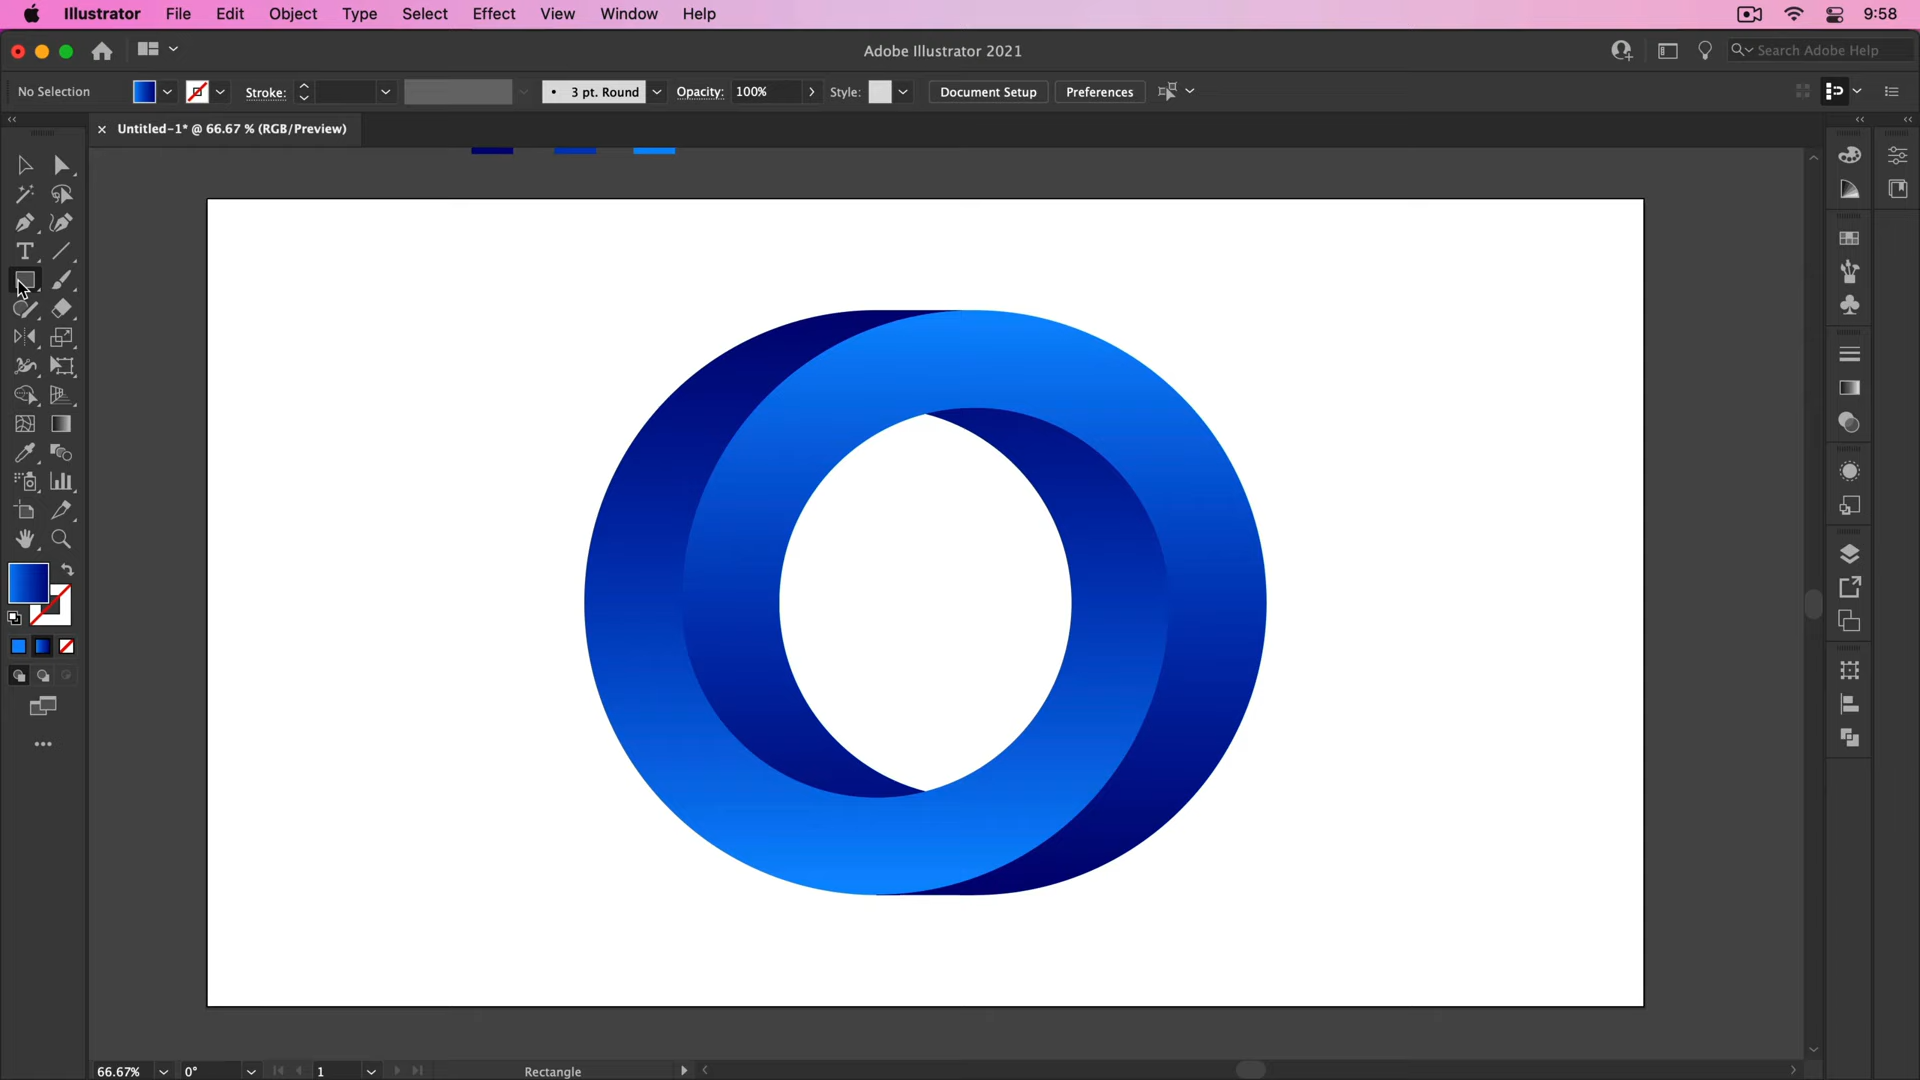 Illustrator File Edit Object Type Select Effect View Window Help 9:58
Adobe Illustrator 2021 Search Adobe Help
No Selection Stroke: 3 pt. Round Opacity: 100% Style: Document Setup Preferences
Untitled-1* @ 66.67 % (RGB/Preview)
66.67% 0° 1 Rectangle